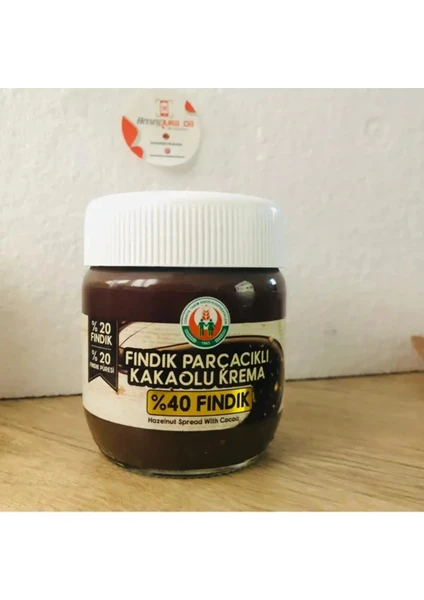 %20
FINDIK
%20
FINDIK PÜRESİ
FINDIK PARÇACIKLI
KAKAOLU KREMA
%40 FINDIK
Hazelnut Spread With Cocoa